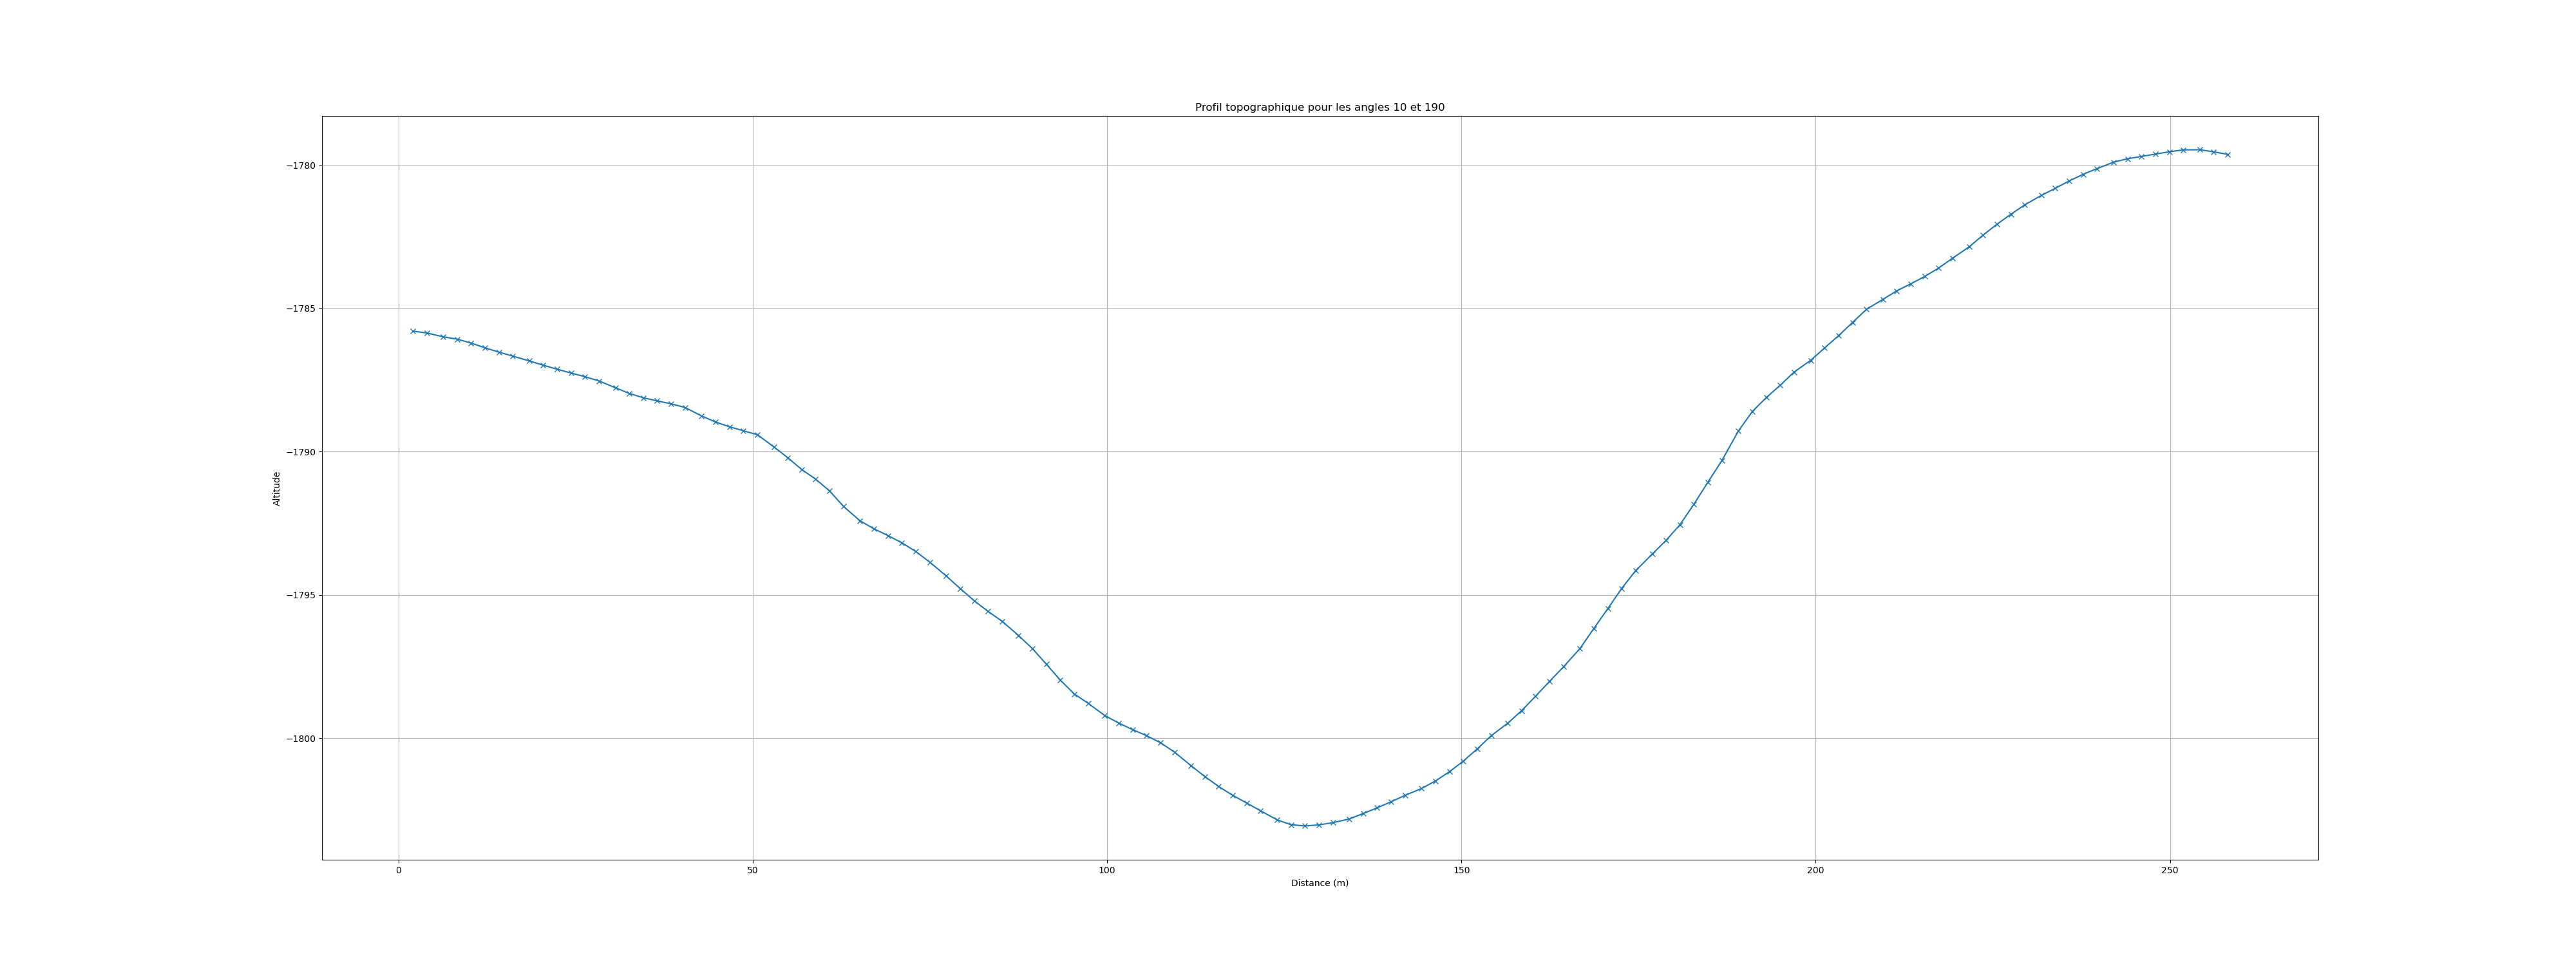 Profil topographique pour les angles 10 et 190
−1780
−1785
−1790
−1795
−1800
Altitude
0 50 100 150 200 250
Distance (m)